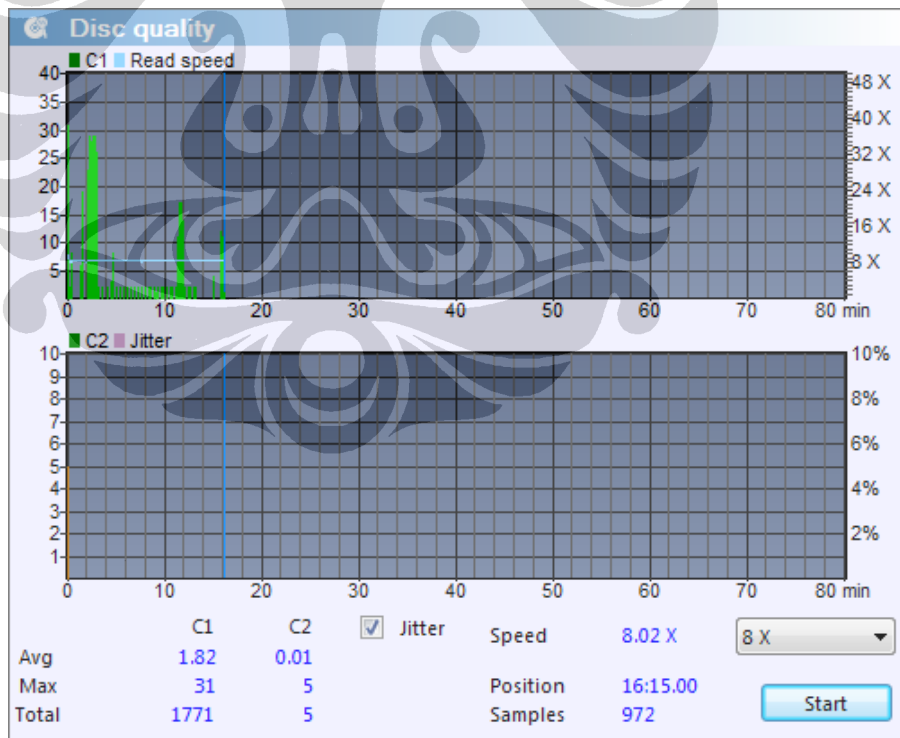 Disc quality
C1 Read speed
40
35
30
25
20
15
10
5
48 X
40 X
32 X
24 X
16 X
8 X
0 10 20 30 40 50 60 70 80 min
C2 Jitter
10
9
8
7
6
5
4
3
2
1
10%
8%
6%
4%
2%
0 10 20 30 40 50 60 70 80 min
C1 C2 Jitter
Avg 1.82 0.01
Max 31 5
Total 1771 5
Speed 8.02 X 8 X
Position 16:15.00
Samples 972
Start